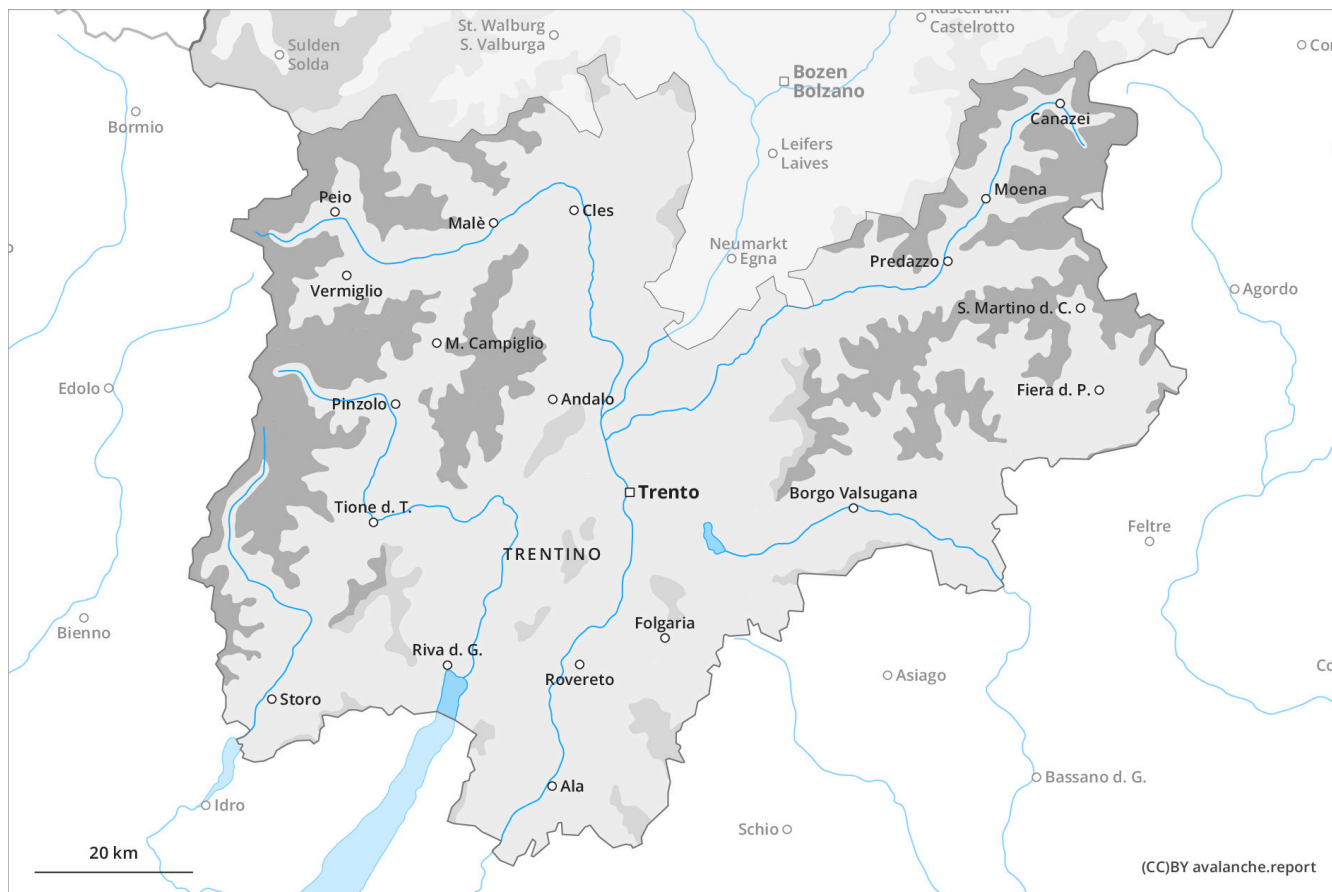 Kastelruth
Castelrotto
St. Walburg
S. Valburga
Sulden
Solda
Bozen
Bolzano
Bormio
Canazei
Leifers
Laives
Moena
Peio
Malè
Cles
Neumarkt
Egna
Predazzo
Vermiglio
Agordo
S. Martino d. C.
M. Campiglio
Edolo
Pinzolo
Andalo
Fiera d. P.
Trento
Borgo Valsugana
Tione d. T.
Feltre
TRENTINO
Bienno
Folgaria
Riva d. G.
Rovereto
Asiago
Storo
Ala
Bassano d. G.
Idro
Schio
20 km
(CC)BY avalanche.report